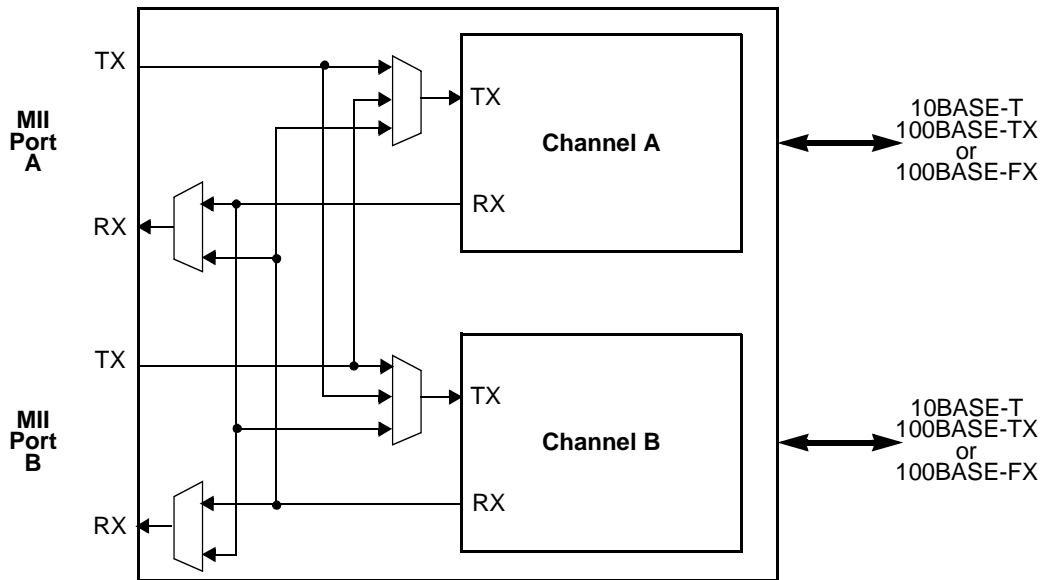 TX
MII
Port
A
RX
TX
Channel A
RX
10BASE-T
100BASE-TX
or
100BASE-FX
TX
MII
Port
B
RX
TX
Channel B
RX
10BASE-T
100BASE-TX
or
100BASE-FX